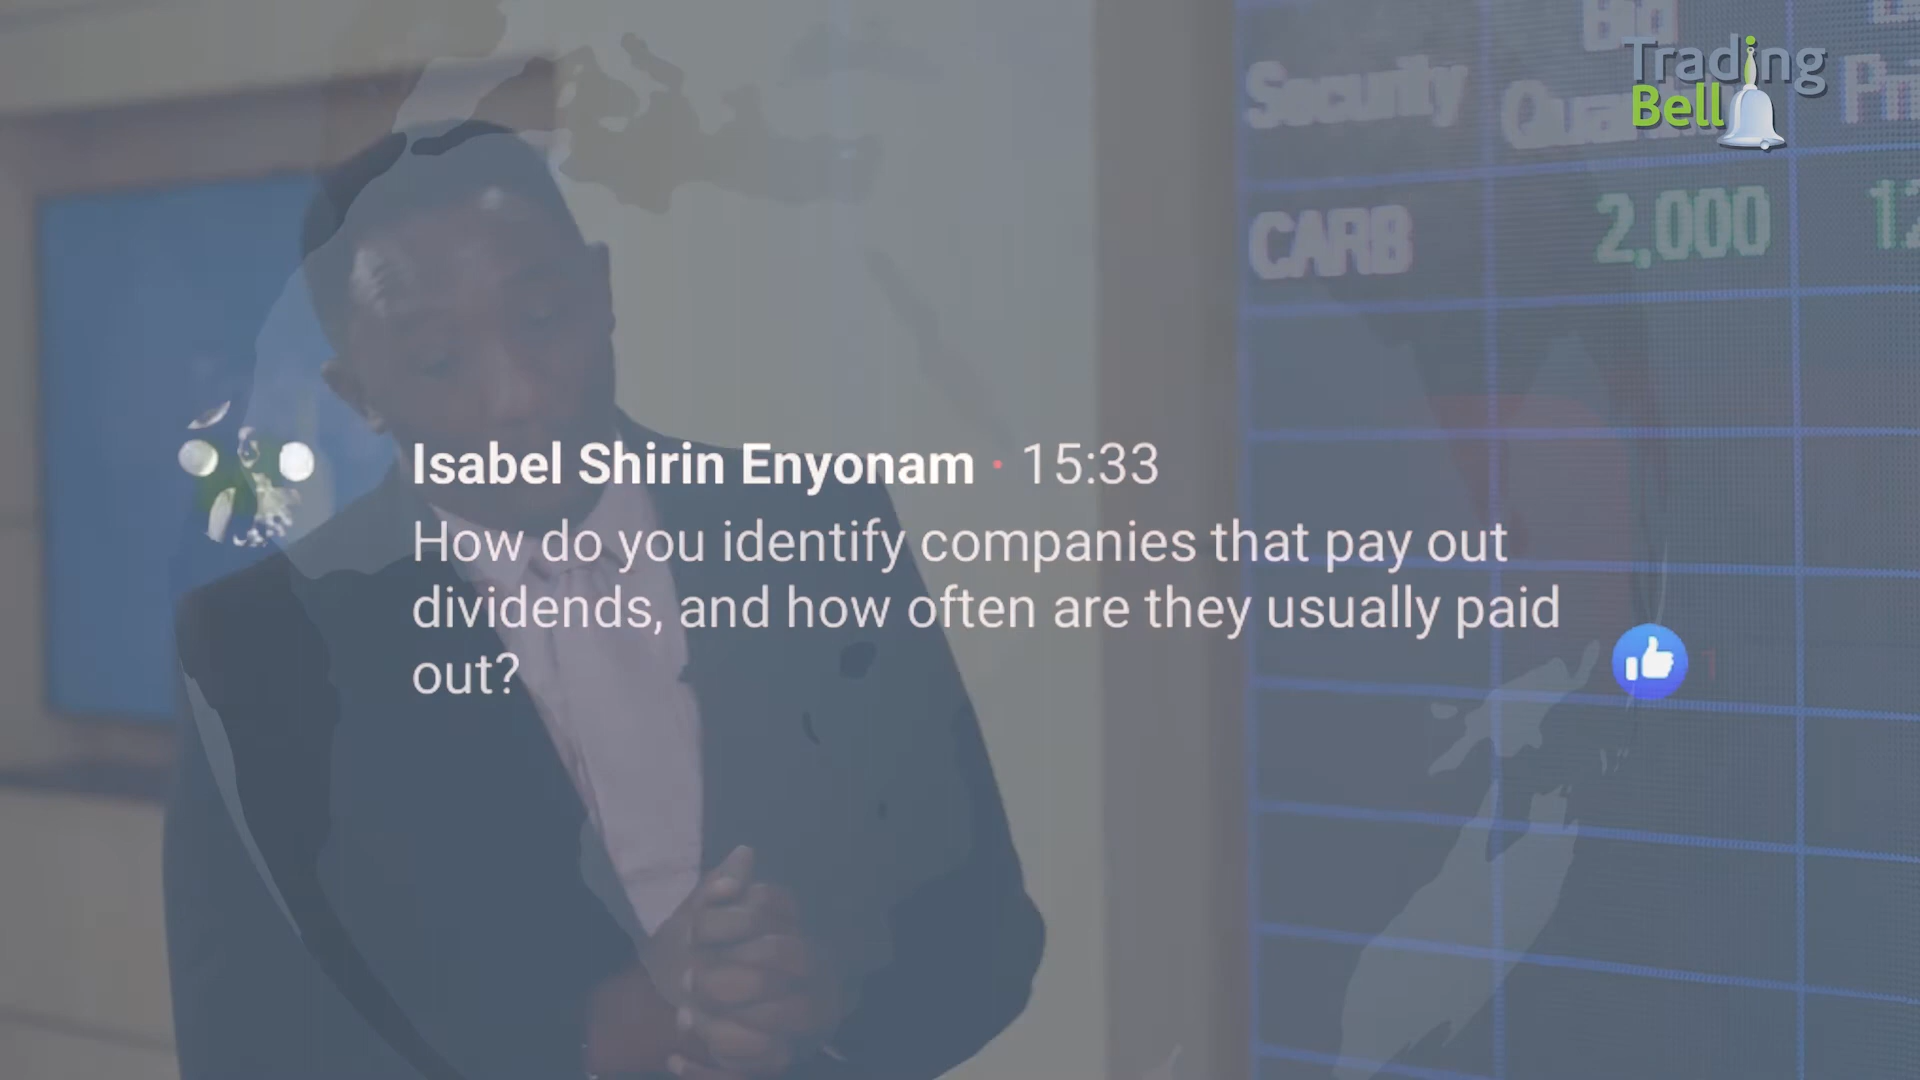 Trading
Bell
Security
CARB 2,000
Isabel Shirin Enyonam · 15:33
How do you identify companies that pay out
dividends, and how often are they usually paid
out?
1